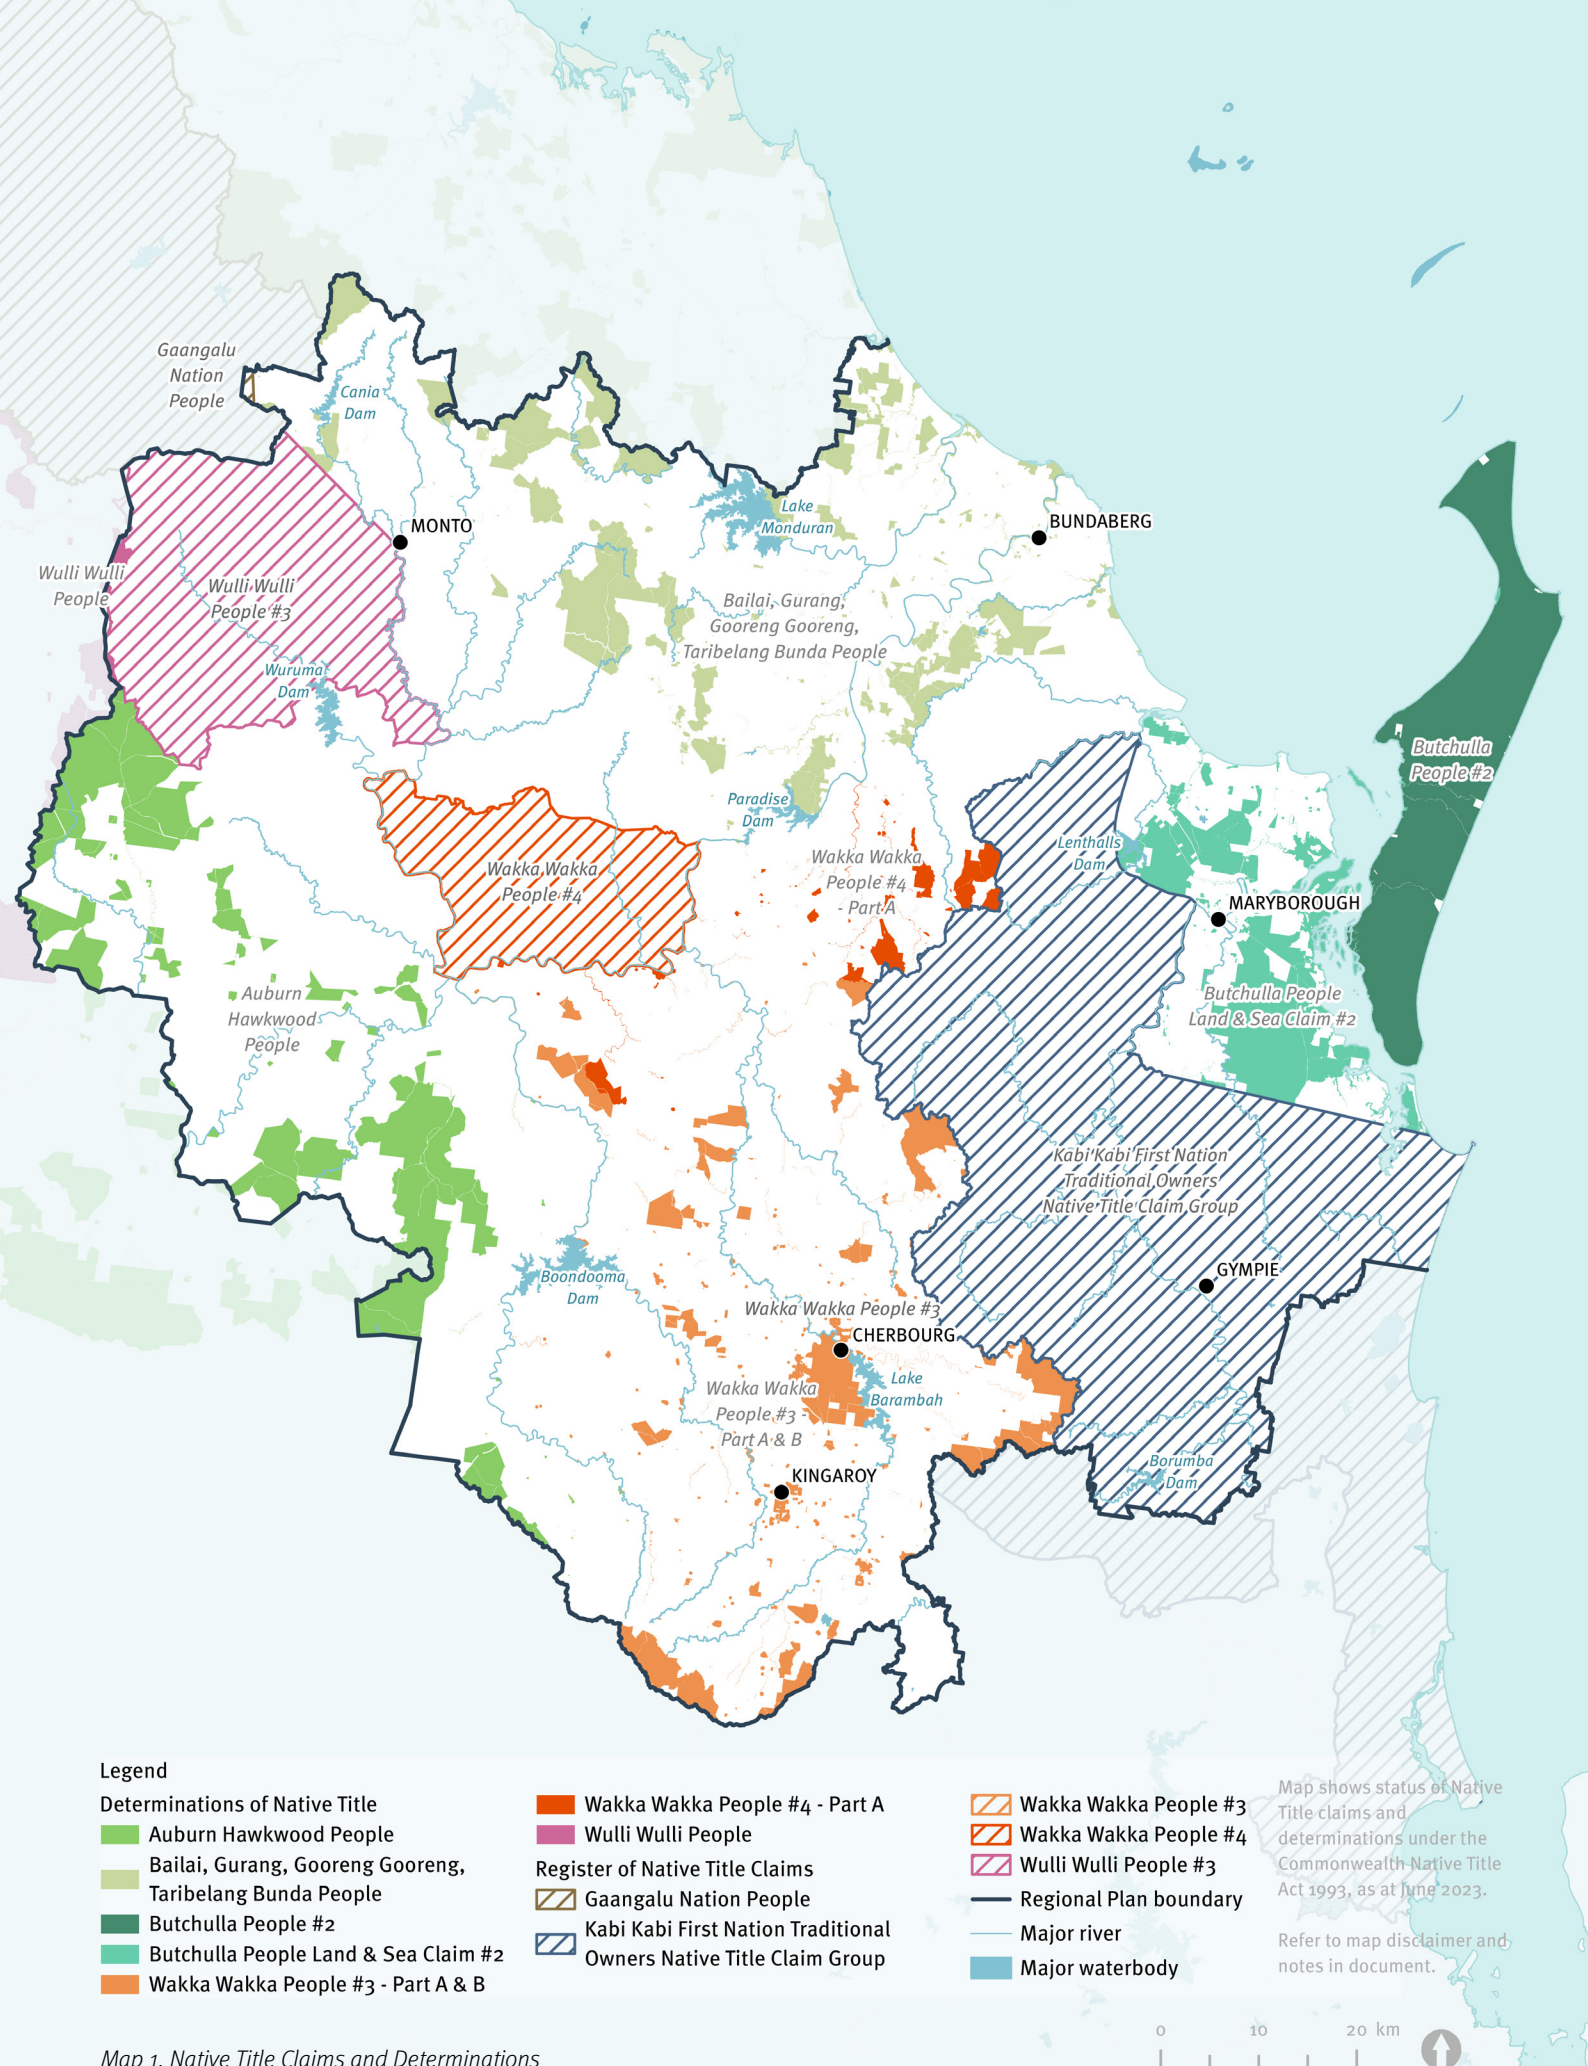 Gaangalu
Nation
People
Cania
Dam
MONTO
Lake
Monduran
BUNDABERG
Wulli Wulli
People
Wulli Wulli
People #3
Bailai, Gurang,
Gooreng Gooreng,
Taribelang Bunda People
Wuruma
Dam
Butchulla
People #2
Paradise
Dam
Wakka Wakka
People #4
Wakka Wakka
People #4
- Part A
Lenthalls
Dam
MARYBOROUGH
Auburn
Hawkwood
People
Butchulla People
Land & Sea Claim #2
Kabi Kabi First Nation
Traditional Owners
Native Title Claim Group
Boondooma
Dam
GYMPIE
Wakka Wakka People #3
CHERBOURG
Lake
Barambah
Wakka Wakka
People #3 -
Part A & B
KINGAROY
Borumba
Dam
Legend
Determinations of Native Title
Auburn Hawkwood People
Bailai, Gurang, Gooreng Gooreng,
Taribelang Bunda People
Butchulla People #2
Butchulla People Land & Sea Claim #2
Wakka Wakka People #3 - Part A & B
Wakka Wakka People #4 - Part A
Wulli Wulli People
Register of Native Title Claims
Gaangalu Nation People
Kabi Kabi First Nation Traditional
Owners Native Title Claim Group
Wakka Wakka People #3
Wakka Wakka People #4
Wulli Wulli People #3
Regional Plan boundary
Major river
Major waterbody
Map shows status of Native
Title claims and
determinations under the
Commonwealth Native Title
Act 1993, as at June 2023.
Refer to map disclaimer and
notes in document.
0 10 20 km
Map 1. Native Title Claims and Determinations